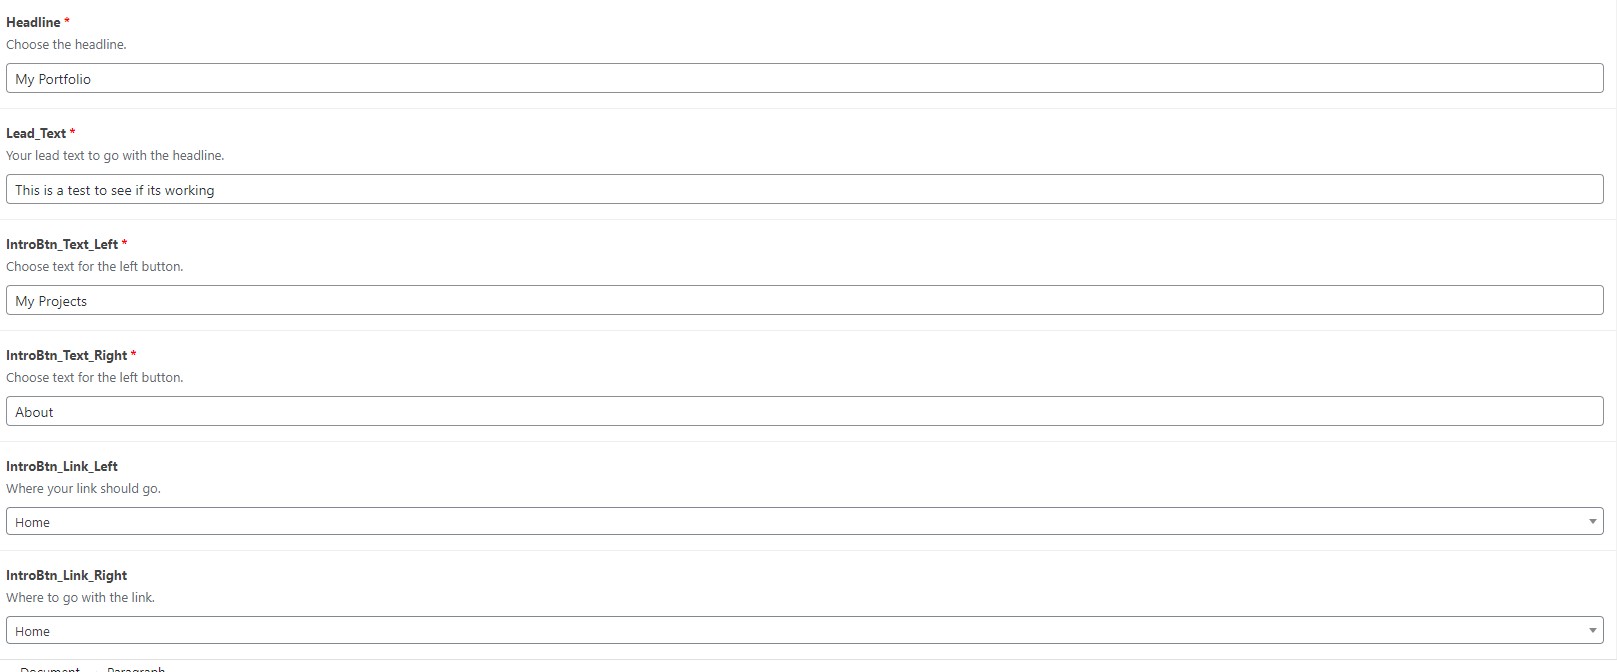 Headline *
Choose the headline.
My Portfolio
Lead_Text *
Your lead text to go with the headline.
This is a test to see if its working
IntroBtn_Text_Left *
Choose text for the left button.
My Projects
IntroBtn_Text_Right *
Choose text for the left button.
About
IntroBtn_Link_Left
Where your link should go.
Home
IntroBtn_Link_Right
Where to go with the link.
Home
Document Paragraph